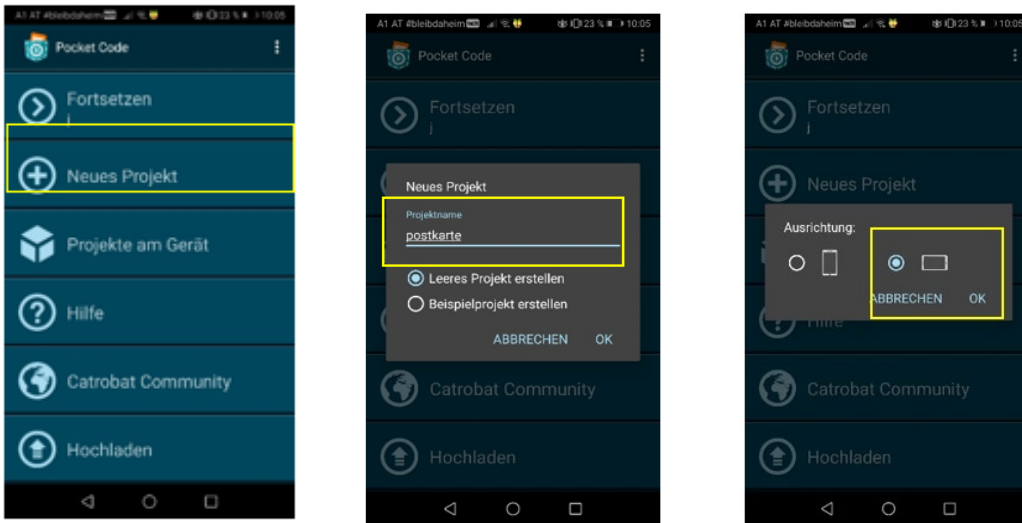 A1 AT #bleibdaheim 23 % 10:05
Pocket Code
Fortsetzen
j
Neues Projekt
Projekte am Gerät
Hilfe
Catrobat Community
Hochladen
A1 AT #bleibdaheim 23 % 10:05
Pocket Code
Fortsetzen
j
Neues Projekt
Projektname
postkarte
Leeres Projekt erstellen
Beispielprojekt erstellen
ABBRECHEN OK
Catrobat Community
Hochladen
A1 AT #bleibdaheim 23 % 10:05
Pocket Code
Fortsetzen
j
Neues Projekt
Ausrichtung:
ABBRECHEN OK
Hilfe
Catrobat Community
Hochladen